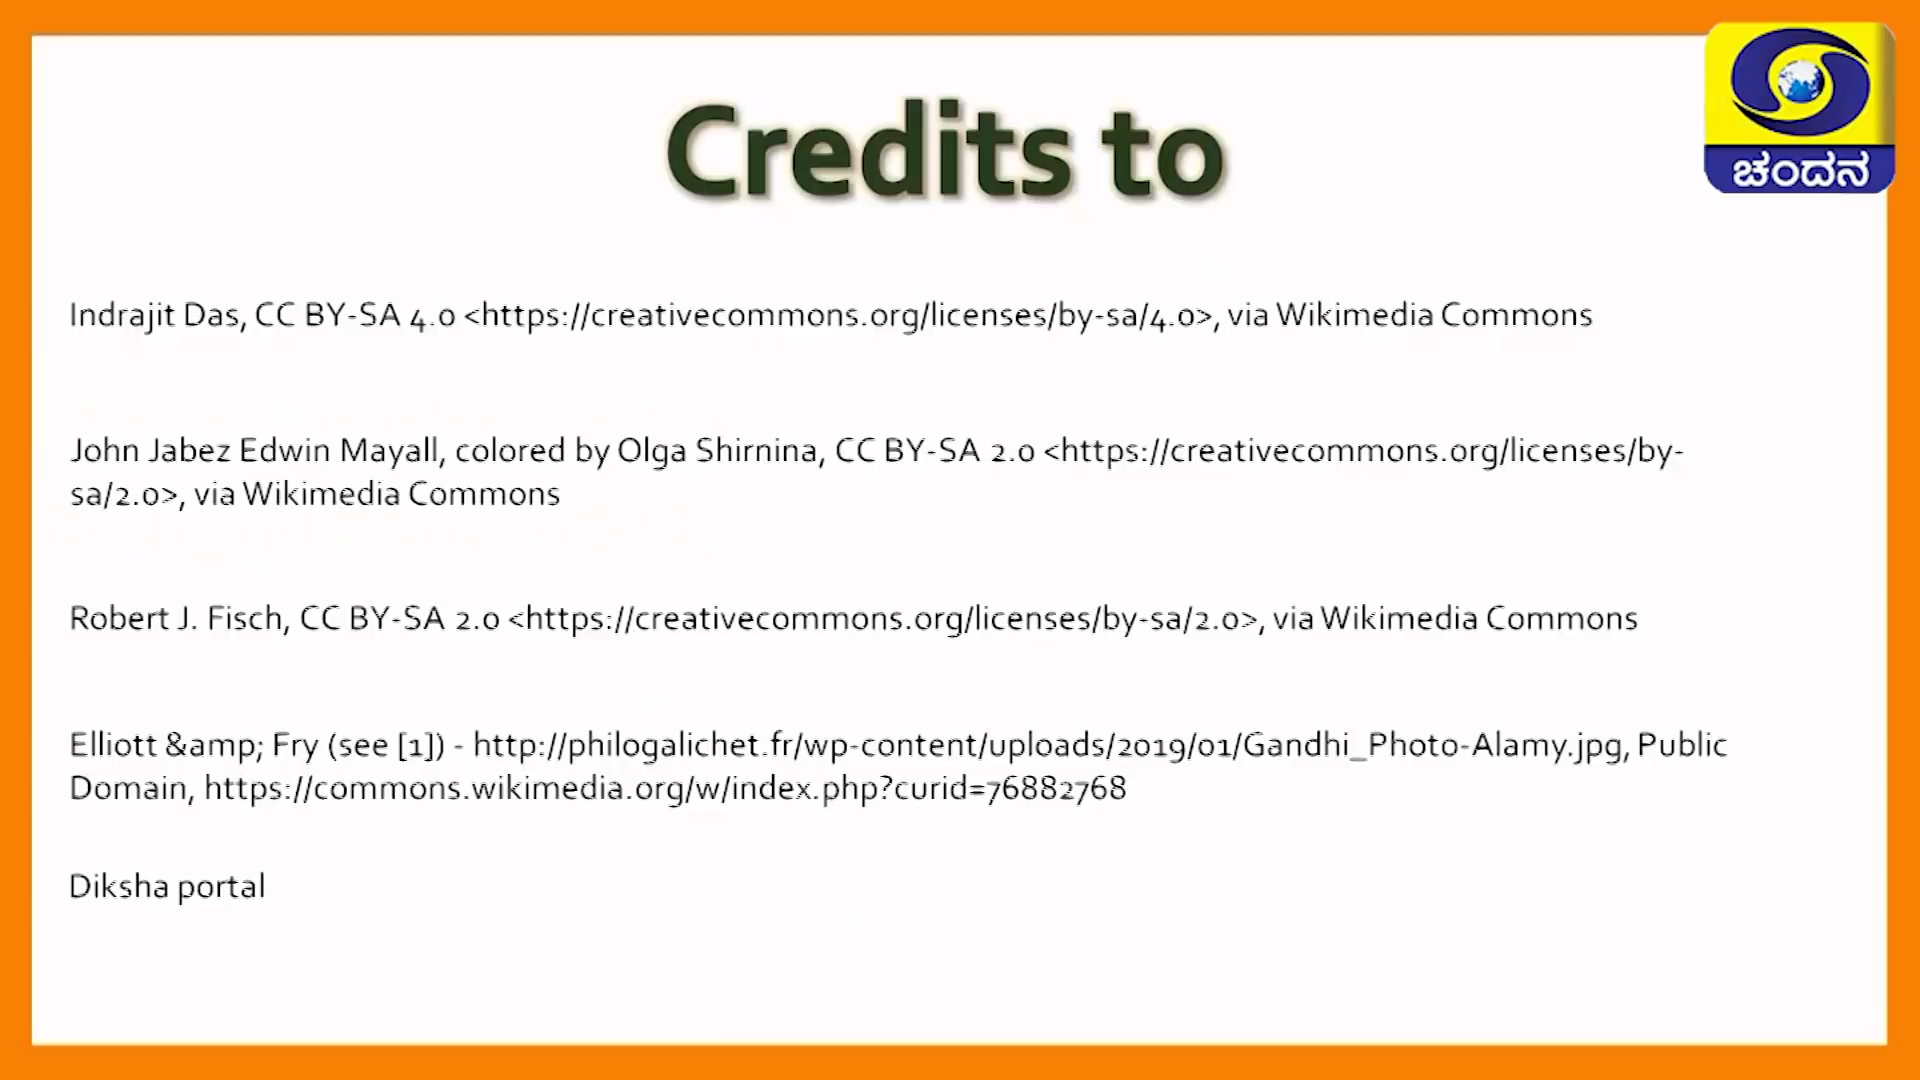 ಚಂದನ
Credits to
Indrajit Das, CC BY-SA 4.0 <https://creativecommons.org/licenses/by-sa/4.0>, via Wikimedia Commons
John Jabez Edwin Mayall, colored by Olga Shirnina, CC BY-SA 2.0 <https://creativecommons.org/licenses/by-
sa/2.0>, via Wikimedia Commons
Robert J. Fisch, CC BY-SA 2.0 <https://creativecommons.org/licenses/by-sa/2.0>, via Wikimedia Commons
Elliott &amp; Fry (see [1]) - http://philogalichet.fr/wp-content/uploads/2019/01/Gandhi_Photo-Alamy.jpg, Public
Domain, https://commons.wikimedia.org/w/index.php?curid=76882768
Diksha portal